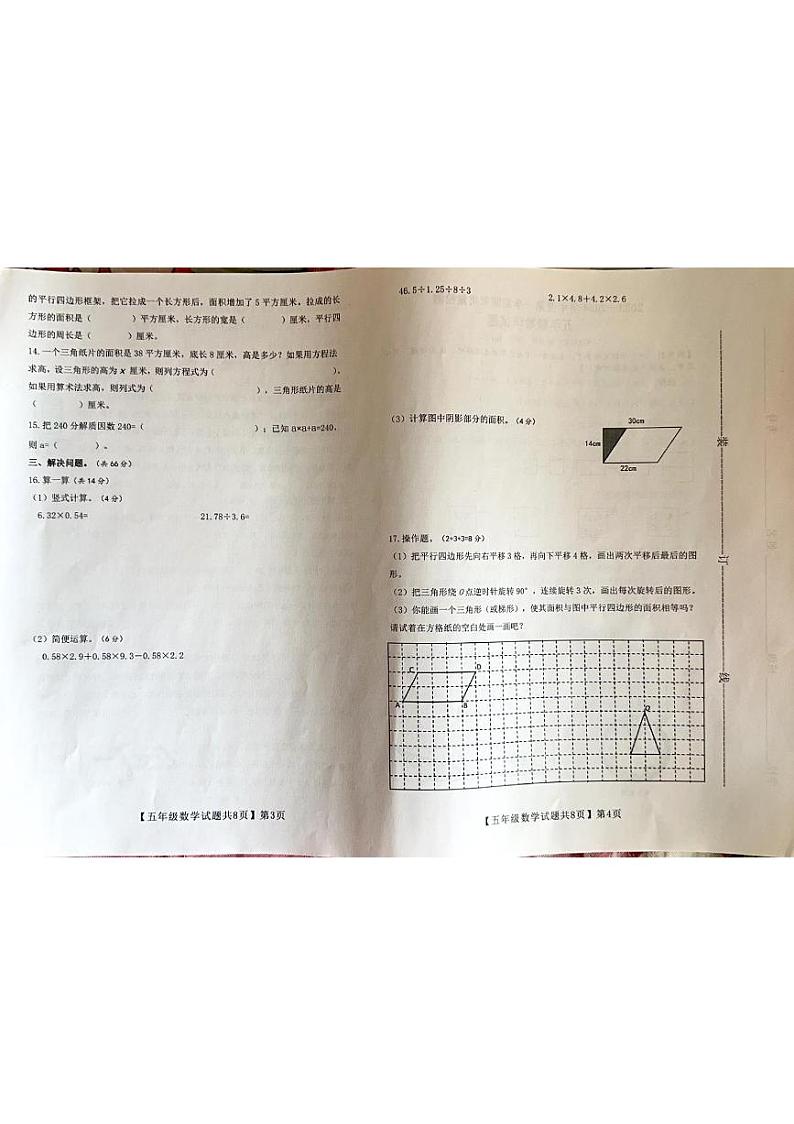 的平行四边形框架，把它拉成一个长方形后，面积增加了 5 平方厘米。拉成的长
方形的面积是（　　）平方厘米，长方形的宽是（　　）厘米，平行四
边形的周长是（　　）厘米。
14.一个三角纸片的面积是 38 平方厘米，底长 8 厘米，高是多少？如果用方程法
求高，设三角形的高为 x 厘米，则列方程式为（　　）。
如果用算术法求高，则列式为（　　），三角形纸片的高是
（　　）厘米。
15.把 240 分解质因数 240=（　　）；已知 a×a+a=240，
则 a=（　　）。
三、解决问题。（共 66 分）
16.算一算（共 14 分）
（1）竖式计算。（4 分）
6.32×0.54=　　21.78÷3.6=
（2）简便运算。（6 分）
0.58×2.9+0.58×9.3-0.58×2.2
【五年级数学试题共8页】第3页
46.5÷1.25÷8÷3　　2.1×4.8+4.2×2.6
（3）计算图中阴影部分的面积。（4 分）
30cm
14cm
22cm
17.操作题。（2+3+3=8 分）
（1）把平行四边形先向右平移 3 格，再向下平移 4 格，画出两次平移后最后的图
形。
（2）把三角形绕 O 点逆时针旋转 90°，连续旋转 3 次，画出每次旋转后的图形。
（3）你能画一个三角形（或梯形），使其面积与图中平行四边形的面积相等吗？
请试着在方格纸的空白处画一画吧？
C
D
A
B
O
【五年级数学试题共8页】第4页
装
订
线